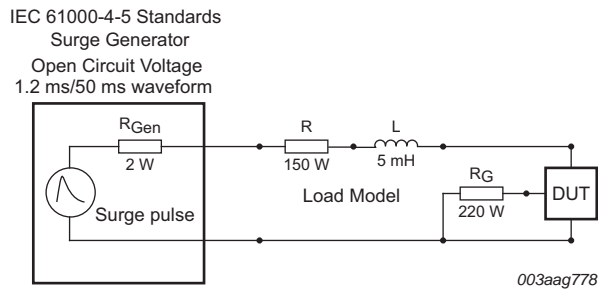 IEC 61000-4-5 Standards
Surge Generator
Open Circuit Voltage
1.2 ms/50 ms waveform
RGen
2 W
Surge pulse
R
150 W
L
5 mH
Load Model
RG
220 W
DUT
003aag778